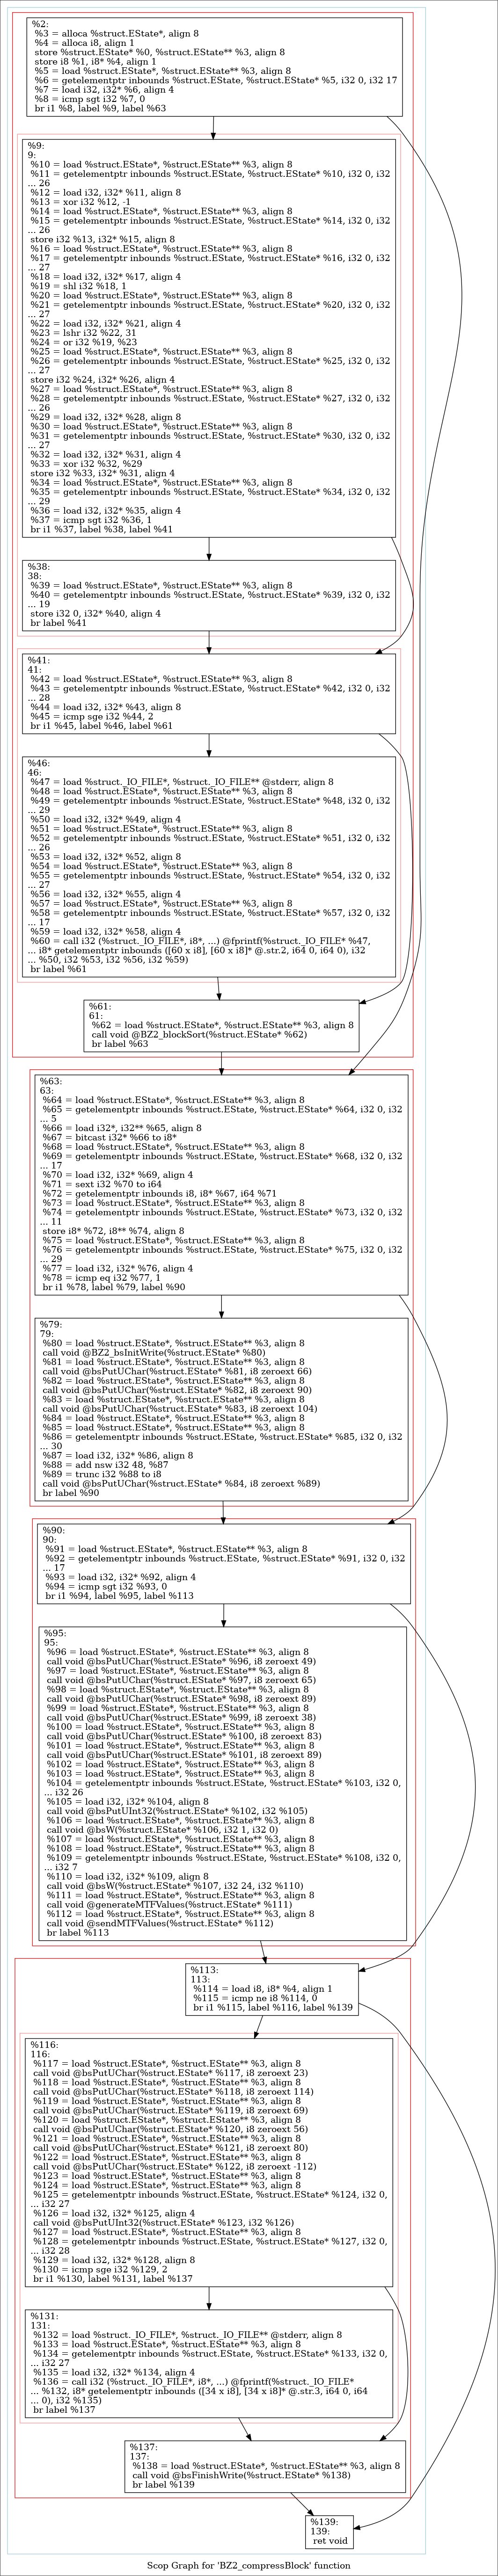 %2:
%3 = alloca %struct.EState*, align 8
%4 = alloca i8, align 1
store %struct.EState* %0, %struct.EState** %3, align 8
store i8 %1, i8* %4, align 1
%5 = load %struct.EState*, %struct.EState** %3, align 8
%6 = getelementptr inbounds %struct.EState, %struct.EState* %5, i32 0, i32 17
%7 = load i32, i32* %6, align 4
%8 = icmp sgt i32 %7, 0
br i1 %8, label %9, label %63
%9:
9:
%10 = load %struct.EState*, %struct.EState** %3, align 8
%11 = getelementptr inbounds %struct.EState, %struct.EState* %10, i32 0, i32
... 26
%12 = load i32, i32* %11, align 8
%13 = xor i32 %12, -1
%14 = load %struct.EState*, %struct.EState** %3, align 8
%15 = getelementptr inbounds %struct.EState, %struct.EState* %14, i32 0, i32
... 26
store i32 %13, i32* %15, align 8
%16 = load %struct.EState*, %struct.EState** %3, align 8
%17 = getelementptr inbounds %struct.EState, %struct.EState* %16, i32 0, i32
... 27
%18 = load i32, i32* %17, align 4
%19 = shl i32 %18, 1
%20 = load %struct.EState*, %struct.EState** %3, align 8
%21 = getelementptr inbounds %struct.EState, %struct.EState* %20, i32 0, i32
... 27
%22 = load i32, i32* %21, align 4
%23 = lshr i32 %22, 31
%24 = or i32 %19, %23
%25 = load %struct.EState*, %struct.EState** %3, align 8
%26 = getelementptr inbounds %struct.EState, %struct.EState* %25, i32 0, i32
... 27
store i32 %24, i32* %26, align 4
%27 = load %struct.EState*, %struct.EState** %3, align 8
%28 = getelementptr inbounds %struct.EState, %struct.EState* %27, i32 0, i32
... 26
%29 = load i32, i32* %28, align 8
%30 = load %struct.EState*, %struct.EState** %3, align 8
%31 = getelementptr inbounds %struct.EState, %struct.EState* %30, i32 0, i32
... 27
%32 = load i32, i32* %31, align 4
%33 = xor i32 %32, %29
store i32 %33, i32* %31, align 4
%34 = load %struct.EState*, %struct.EState** %3, align 8
%35 = getelementptr inbounds %struct.EState, %struct.EState* %34, i32 0, i32
... 29
%36 = load i32, i32* %35, align 4
%37 = icmp sgt i32 %36, 1
br i1 %37, label %38, label %41
%38:
38:
%39 = load %struct.EState*, %struct.EState** %3, align 8
%40 = getelementptr inbounds %struct.EState, %struct.EState* %39, i32 0, i32
... 19
store i32 0, i32* %40, align 4
br label %41
%41:
41:
%42 = load %struct.EState*, %struct.EState** %3, align 8
%43 = getelementptr inbounds %struct.EState, %struct.EState* %42, i32 0, i32
... 28
%44 = load i32, i32* %43, align 8
%45 = icmp sge i32 %44, 2
br i1 %45, label %46, label %61
%46:
46:
%47 = load %struct._IO_FILE*, %struct._IO_FILE** @stderr, align 8
%48 = load %struct.EState*, %struct.EState** %3, align 8
%49 = getelementptr inbounds %struct.EState, %struct.EState* %48, i32 0, i32
... 29
%50 = load i32, i32* %49, align 4
%51 = load %struct.EState*, %struct.EState** %3, align 8
%52 = getelementptr inbounds %struct.EState, %struct.EState* %51, i32 0, i32
... 26
%53 = load i32, i32* %52, align 8
%54 = load %struct.EState*, %struct.EState** %3, align 8
%55 = getelementptr inbounds %struct.EState, %struct.EState* %54, i32 0, i32
... 27
%56 = load i32, i32* %55, align 4
%57 = load %struct.EState*, %struct.EState** %3, align 8
%58 = getelementptr inbounds %struct.EState, %struct.EState* %57, i32 0, i32
... 17
%59 = load i32, i32* %58, align 4
%60 = call i32 (%struct._IO_FILE*, i8*, ...) @fprintf(%struct._IO_FILE* %47,
... i8* getelementptr inbounds ([60 x i8], [60 x i8]* @.str.2, i64 0, i64 0), i32
... %50, i32 %53, i32 %56, i32 %59)
br label %61
%61:
61:
%62 = load %struct.EState*, %struct.EState** %3, align 8
call void @BZ2_blockSort(%struct.EState* %62)
br label %63
%63:
63:
%64 = load %struct.EState*, %struct.EState** %3, align 8
%65 = getelementptr inbounds %struct.EState, %struct.EState* %64, i32 0, i32
... 5
%66 = load i32*, i32** %65, align 8
%67 = bitcast i32* %66 to i8*
%68 = load %struct.EState*, %struct.EState** %3, align 8
%69 = getelementptr inbounds %struct.EState, %struct.EState* %68, i32 0, i32
... 17
%70 = load i32, i32* %69, align 4
%71 = sext i32 %70 to i64
%72 = getelementptr inbounds i8, i8* %67, i64 %71
%73 = load %struct.EState*, %struct.EState** %3, align 8
%74 = getelementptr inbounds %struct.EState, %struct.EState* %73, i32 0, i32
... 11
store i8* %72, i8** %74, align 8
%75 = load %struct.EState*, %struct.EState** %3, align 8
%76 = getelementptr inbounds %struct.EState, %struct.EState* %75, i32 0, i32
... 29
%77 = load i32, i32* %76, align 4
%78 = icmp eq i32 %77, 1
br i1 %78, label %79, label %90
%79:
79:
%80 = load %struct.EState*, %struct.EState** %3, align 8
call void @BZ2_bsInitWrite(%struct.EState* %80)
%81 = load %struct.EState*, %struct.EState** %3, align 8
call void @bsPutUChar(%struct.EState* %81, i8 zeroext 66)
%82 = load %struct.EState*, %struct.EState** %3, align 8
call void @bsPutUChar(%struct.EState* %82, i8 zeroext 90)
%83 = load %struct.EState*, %struct.EState** %3, align 8
call void @bsPutUChar(%struct.EState* %83, i8 zeroext 104)
%84 = load %struct.EState*, %struct.EState** %3, align 8
%85 = load %struct.EState*, %struct.EState** %3, align 8
%86 = getelementptr inbounds %struct.EState, %struct.EState* %85, i32 0, i32
... 30
%87 = load i32, i32* %86, align 8
%88 = add nsw i32 48, %87
%89 = trunc i32 %88 to i8
call void @bsPutUChar(%struct.EState* %84, i8 zeroext %89)
br label %90
%90:
90:
%91 = load %struct.EState*, %struct.EState** %3, align 8
%92 = getelementptr inbounds %struct.EState, %struct.EState* %91, i32 0, i32
... 17
%93 = load i32, i32* %92, align 4
%94 = icmp sgt i32 %93, 0
br i1 %94, label %95, label %113
%95:
95:
%96 = load %struct.EState*, %struct.EState** %3, align 8
call void @bsPutUChar(%struct.EState* %96, i8 zeroext 49)
%97 = load %struct.EState*, %struct.EState** %3, align 8
call void @bsPutUChar(%struct.EState* %97, i8 zeroext 65)
%98 = load %struct.EState*, %struct.EState** %3, align 8
call void @bsPutUChar(%struct.EState* %98, i8 zeroext 89)
%99 = load %struct.EState*, %struct.EState** %3, align 8
call void @bsPutUChar(%struct.EState* %99, i8 zeroext 38)
%100 = load %struct.EState*, %struct.EState** %3, align 8
call void @bsPutUChar(%struct.EState* %100, i8 zeroext 83)
%101 = load %struct.EState*, %struct.EState** %3, align 8
call void @bsPutUChar(%struct.EState* %101, i8 zeroext 89)
%102 = load %struct.EState*, %struct.EState** %3, align 8
%103 = load %struct.EState*, %struct.EState** %3, align 8
%104 = getelementptr inbounds %struct.EState, %struct.EState* %103, i32 0,
... i32 26
%105 = load i32, i32* %104, align 8
call void @bsPutUInt32(%struct.EState* %102, i32 %105)
%106 = load %struct.EState*, %struct.EState** %3, align 8
call void @bsW(%struct.EState* %106, i32 1, i32 0)
%107 = load %struct.EState*, %struct.EState** %3, align 8
%108 = load %struct.EState*, %struct.EState** %3, align 8
%109 = getelementptr inbounds %struct.EState, %struct.EState* %108, i32 0,
... i32 7
%110 = load i32, i32* %109, align 8
call void @bsW(%struct.EState* %107, i32 24, i32 %110)
%111 = load %struct.EState*, %struct.EState** %3, align 8
call void @generateMTFValues(%struct.EState* %111)
%112 = load %struct.EState*, %struct.EState** %3, align 8
call void @sendMTFValues(%struct.EState* %112)
br label %113
%113:
113:
%114 = load i8, i8* %4, align 1
%115 = icmp ne i8 %114, 0
br i1 %115, label %116, label %139
%116:
116:
%117 = load %struct.EState*, %struct.EState** %3, align 8
call void @bsPutUChar(%struct.EState* %117, i8 zeroext 23)
%118 = load %struct.EState*, %struct.EState** %3, align 8
call void @bsPutUChar(%struct.EState* %118, i8 zeroext 114)
%119 = load %struct.EState*, %struct.EState** %3, align 8
call void @bsPutUChar(%struct.EState* %119, i8 zeroext 69)
%120 = load %struct.EState*, %struct.EState** %3, align 8
call void @bsPutUChar(%struct.EState* %120, i8 zeroext 56)
%121 = load %struct.EState*, %struct.EState** %3, align 8
call void @bsPutUChar(%struct.EState* %121, i8 zeroext 80)
%122 = load %struct.EState*, %struct.EState** %3, align 8
call void @bsPutUChar(%struct.EState* %122, i8 zeroext -112)
%123 = load %struct.EState*, %struct.EState** %3, align 8
%124 = load %struct.EState*, %struct.EState** %3, align 8
%125 = getelementptr inbounds %struct.EState, %struct.EState* %124, i32 0,
... i32 27
%126 = load i32, i32* %125, align 4
call void @bsPutUInt32(%struct.EState* %123, i32 %126)
%127 = load %struct.EState*, %struct.EState** %3, align 8
%128 = getelementptr inbounds %struct.EState, %struct.EState* %127, i32 0,
... i32 28
%129 = load i32, i32* %128, align 8
%130 = icmp sge i32 %129, 2
br i1 %130, label %131, label %137
%131:
131:
%132 = load %struct._IO_FILE*, %struct._IO_FILE** @stderr, align 8
%133 = load %struct.EState*, %struct.EState** %3, align 8
%134 = getelementptr inbounds %struct.EState, %struct.EState* %133, i32 0,
... i32 27
%135 = load i32, i32* %134, align 4
%136 = call i32 (%struct._IO_FILE*, i8*, ...) @fprintf(%struct._IO_FILE*
... %132, i8* getelementptr inbounds ([34 x i8], [34 x i8]* @.str.3, i64 0, i64
... 0), i32 %135)
br label %137
%137:
137:
%138 = load %struct.EState*, %struct.EState** %3, align 8
call void @bsFinishWrite(%struct.EState* %138)
br label %139
%139:
139:
ret void
Scop Graph for 'BZ2_compressBlock' function